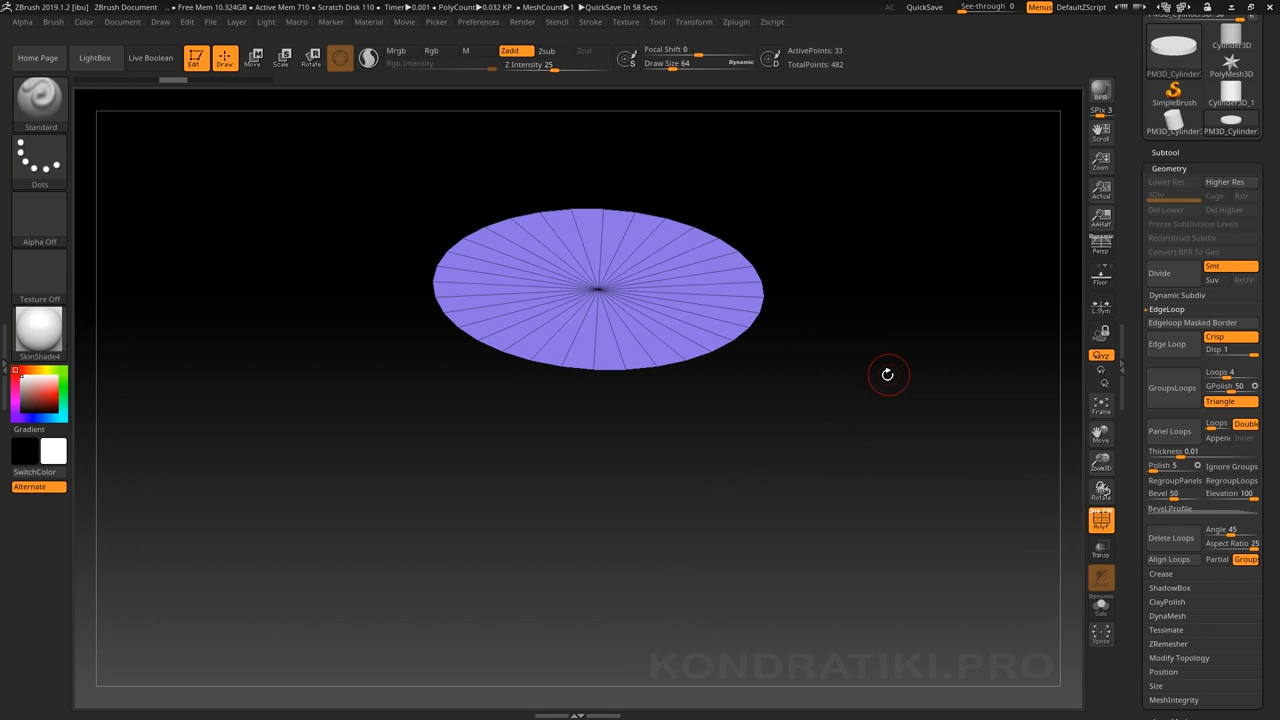 ZBrush 2019.1.2 [ibu] ZBrush Document .. ● Free Mem 10.324GB ● Active Mem 710 ● Scratch Disk 110 ● Timer▶0.001 ● PolyCount▶0.032 KP ● MeshCount▶1 ▶QuickSave In 58 Secs AC QuickSave See-through 0 Menus DefaultZScript
Alpha Brush Color Document Draw Edit File Layer Light Macro Marker Material Movie Picker Preferences Render Stencil Stroke Texture Tool Transform Zplugin Zscript
Home Page LightBox Live Boolean Edit Draw Move Scale Rotate
Mrgb Rgb M Zadd Zsub Zcut
Rgb Intensity Z Intensity 25
Focal Shift 0
Draw Size 64 Dynamic
S
D
ActivePoints: 33
TotalPoints: 482
Standard
Dots
Alpha Off
Texture Off
SkinShade4
Gradient
SwitchColor
Alternate
KONDRATIKI.PRO
BPR
SPix 3
Scroll
Zoom
Actual
AAHalf
Dynamic
Persp
Floor
L.Sym
XYZ
Frame
Move
Zoom3D
Rotate
PolyF
Transp
Dynamic
Solo
Xpose
PM3D_Cylinder
Cylinder3D
PolyMesh3D
SimpleBrush
Cylinder3D_1
PM3D_Cylinder
PM3D_Cylinder
Subtool
Geometry
Lower Res Higher Res
SDiv Cage Rstr
Del Lower Del Higher
Freeze SubDivision Levels
Reconstruct Subdiv
Convert BPR To Geo
Divide Smt
Suv ReUV
Dynamic Subdiv
EdgeLoop
Edgeloop Masked Border
Edge Loop Crisp
Disp 1
GroupsLoops Loops 4
GPolish 50
Triangle
Panel Loops Loops Double
Append Inner
Thickness 0.01
Polish 5 Ignore Groups
RegroupPanels RegroupLoops
Bevel 50 Elevation 100
Bevel Profile
Delete Loops Angle 45
Aspect Ratio 25
Align Loops Partial Groups
Crease
ShadowBox
ClayPolish
DynaMesh
Tessimate
ZRemesher
Modify Topology
Position
Size
MeshIntegrity